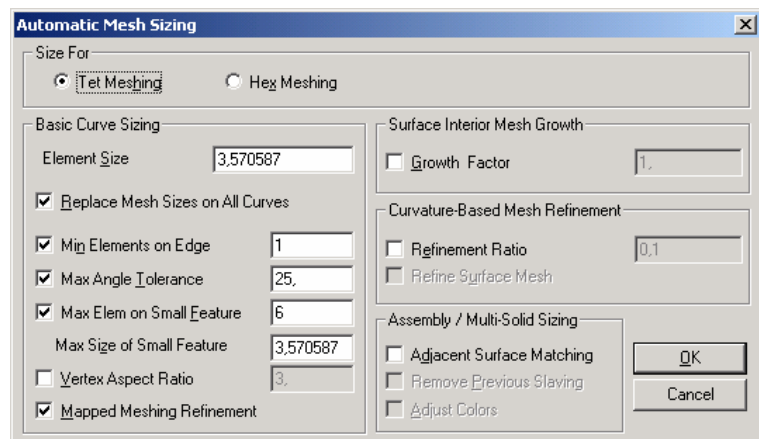 Automatic Mesh Sizing
Size For
Tet Meshing
Hex Meshing
Basic Curve Sizing
Element Size 3,570587
Replace Mesh Sizes on All Curves
Min Elements on Edge 1
Max Angle Tolerance 25,
Max Elem on Small Feature 6
Max Size of Small Feature 3,570587
Vertex Aspect Ratio 3,
Mapped Meshing Refinement
Surface Interior Mesh Growth
Growth Factor 1,
Curvature-Based Mesh Refinement
Refinement Ratio 0,1
Refine Surface Mesh
Assembly / Multi-Solid Sizing
Adjacent Surface Matching
Remove Previous Slaving
Adjust Colors
OK
Cancel